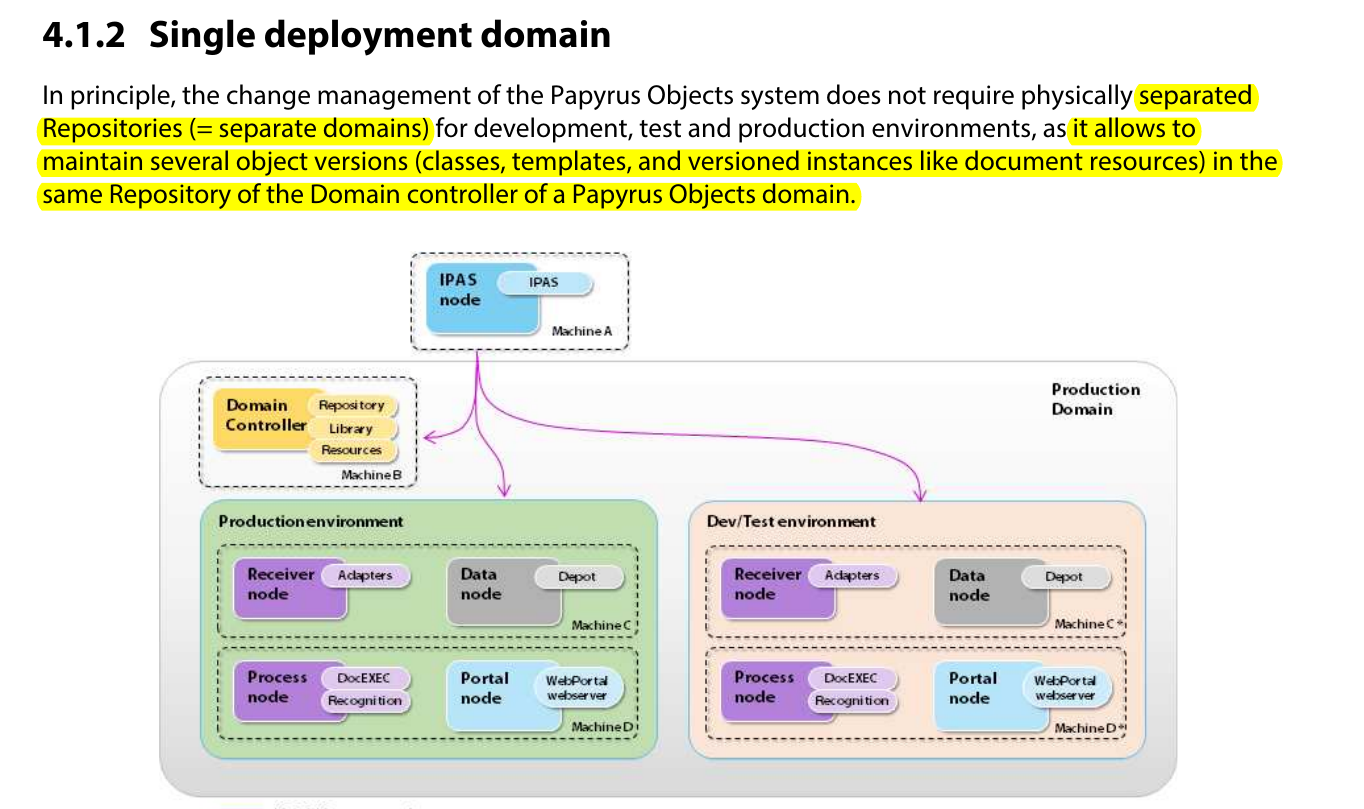 4.1.2 Single deployment domain
In principle, the change management of the Papyrus Objects system does not require physically separated
Repositories (= separate domains) for development, test and production environments, as it allows to
maintain several object versions (classes, templates, and versioned instances like document resources) in the
same Repository of the Domain controller of a Papyrus Objects domain.
IPAS
node
IPAS
Machine A
Production
Domain
Domain
Controller
Repository
Library
Resources
Machine B
Production environment
Receiver
node
Adapters
Data
node
Depot
Machine C
Process
node
DocEXEC
Recognition
Portal
node
WebPortal
webserver
Machine D
Dev/Test environment
Receiver
node
Adapters
Data
node
Depot
Machine C*
Process
node
DocEXEC
Recognition
Portal
node
WebPortal
webserver
Machine D*